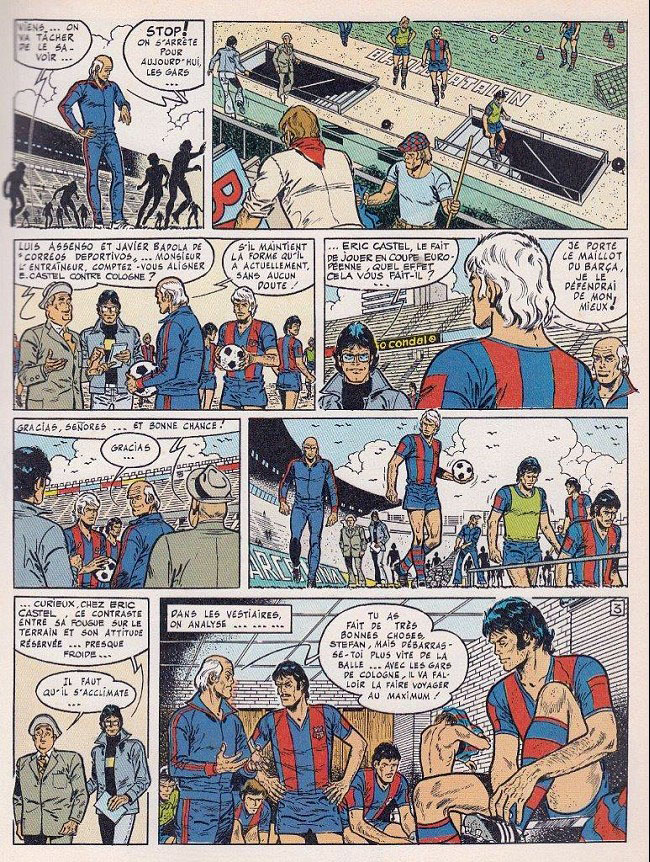 VIENS... ON
VA TÂCHER
DE LE SA-
VOIR...
STOP!
ON S'ARRÊTE
POUR
AUJOURD'HUI,
LES GARS...
B
LUIS ASSENSO ET JAVIER BADOLA DE
"CORREOS DEPORTIVOS„... MONSIEUR
L'ENTRAÎNEUR, COMPTEZ-VOUS ALIGNER
E. CASTEL CONTRE COLOGNE?
S'IL MAINTIENT
LA FORME QU'IL
A ACTUELLEMENT,
SANS AUCUN
DOUTE!
... ERIC CASTEL, LE FAIT
DE JOUER EN COUPE EURO-
PÉENNE, QUEL EFFET
CELA VOUS FAIT-IL?
JE PORTE
LE MAILLOT
DU BARÇA,
JE LE
DÉFENDRAI
DE MON
MIEUX!
condal
GRACIAS, SEÑORES... ET BONNE CHANCE!
GRACIAS
...
... CURIEUX, CHEZ ERIC
CASTEL, CE CONTRASTE
ENTRE SA FOUGUE SUR LE
TERRAIN ET SON ATTITUDE
RÉSERVÉE... PRESQUE
FROIDE...
IL FAUT
QU'IL S'ACCLIMATE
...
DANS LES VESTIAIRES,
ON ANALYSE... ... ...
TU AS
FAIT DE TRÈS
BONNES CHOSES,
STEFAN, MAIS DÉBARRAS-
SE-TOI PLUS VITE DE LA
BALLE... AVEC LES GARS
DE COLOGNE, IL VA FAL-
LOIR LA FAIRE VOYAGER
AU MAXIMUM!
3